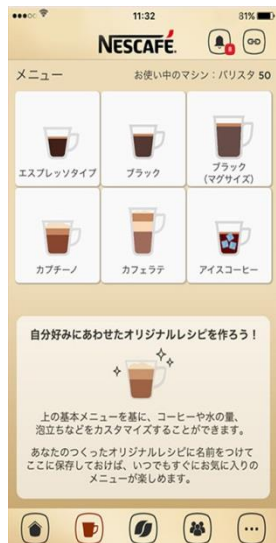 11:32
81%
NESCAFÉ.
メニュー
お使い中のマシン：バリスタ 50
エスプレッソタイプ
ブラック
ブラック
(マグサイズ)
カプチーノ
カフェラテ
アイスコーヒー
自分好みにあわせたオリジナルレシピを作ろう！
上の基本メニューを基に、コーヒーや水の量、
泡立ちなどをカスタマイズすることができます。
あなたのつくったオリジナルレシピに名前をつけて
ここに保存しておけば、いつでもすぐにお気に入りの
メニューが楽しめます。